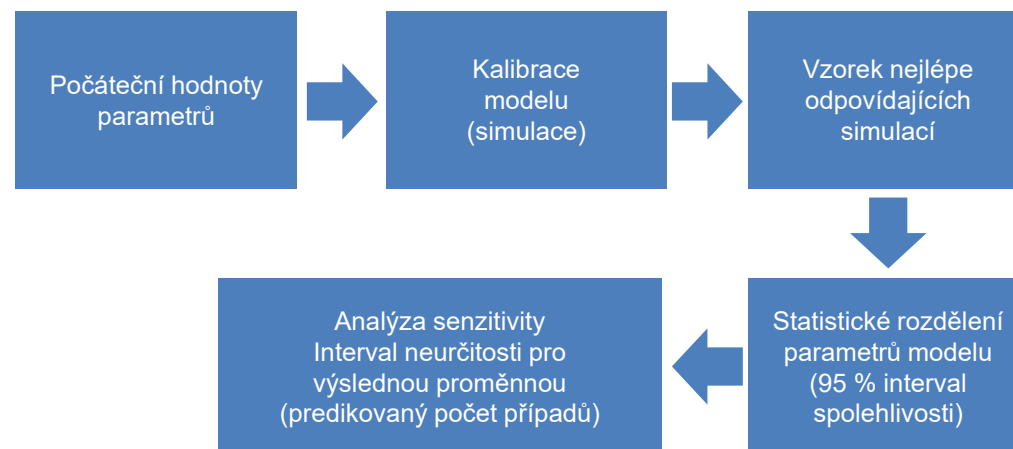 Počáteční hodnoty
parametrů
Kalibrace
modelu
(simulace)
Vzorek nejlépe
odpovídajících
simulací
Statistické rozdělení
parametrů modelu
(95 % interval
spolehlivosti)
Analýza senzitivity
Interval neurčitosti pro
výslednou proměnnou
(predikovaný počet případů)